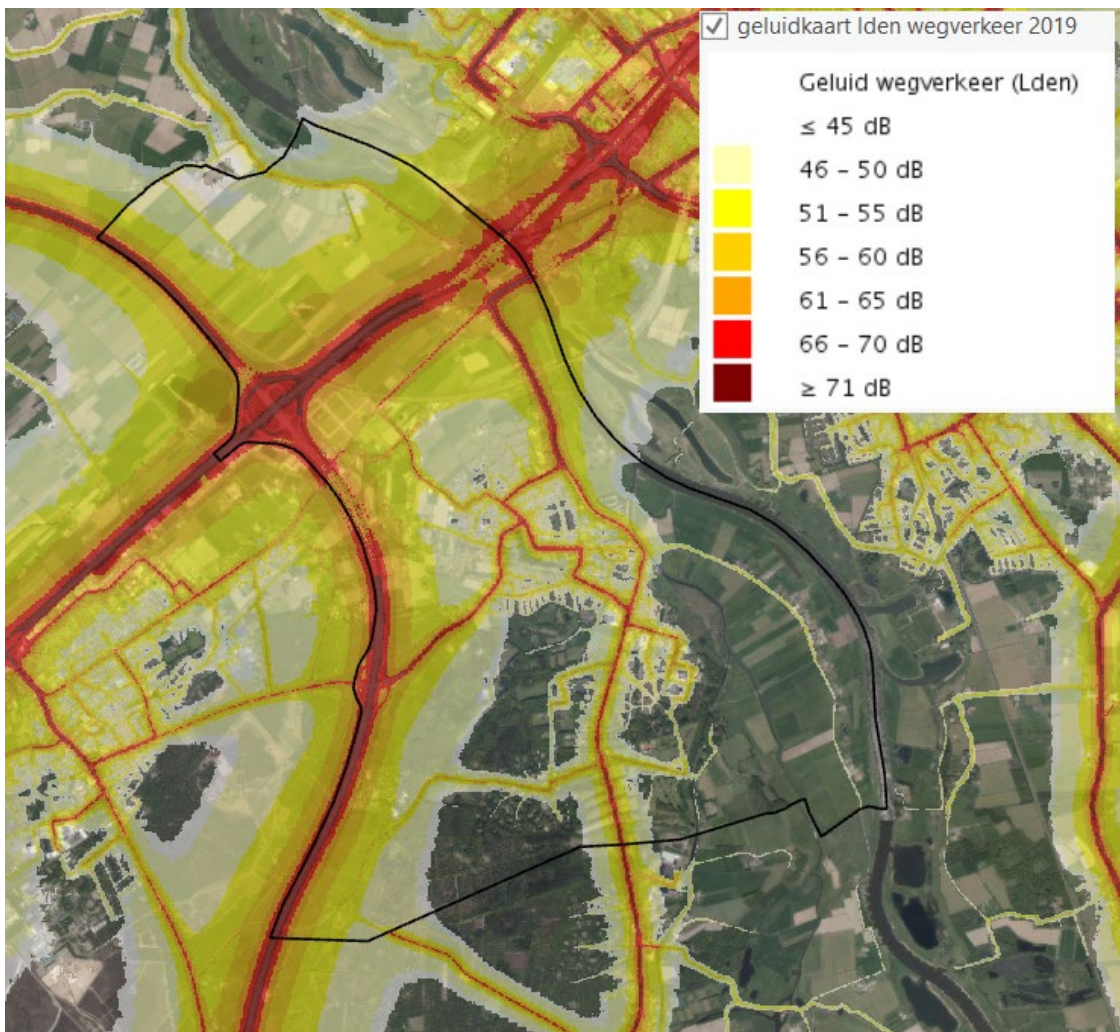 geluidkaart lden wegverkeer 2019
Geluid wegverkeer (Lden)
≤ 45 dB
46 – 50 dB
51 – 55 dB
56 – 60 dB
61 – 65 dB
66 – 70 dB
≥ 71 dB